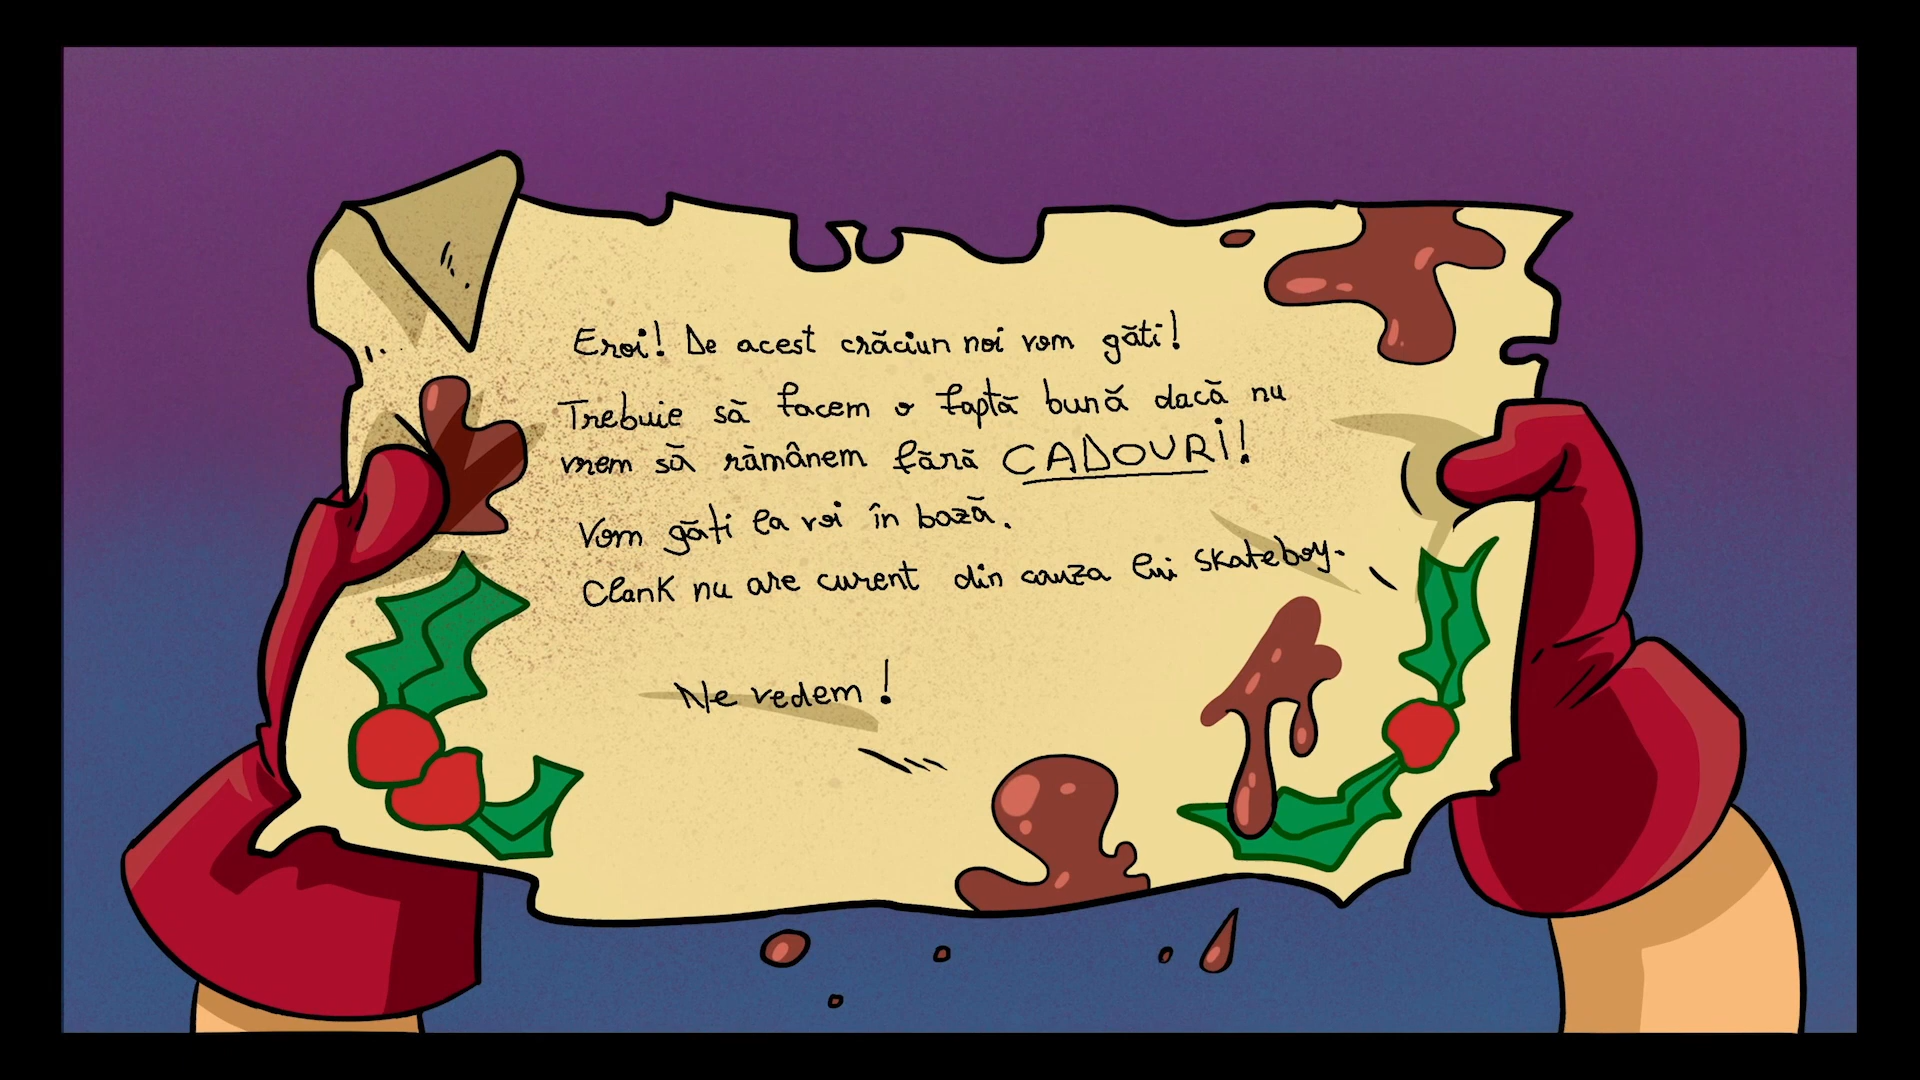 Eroi! De acest crăciun noi vom găti!
Trebuie să facem o faptă bună dacă nu
vrem să rămânem fără CADOURI!
Vom găti la voi în bază.
Clank nu are curent din cauza lui skateboy.
Ne vedem!